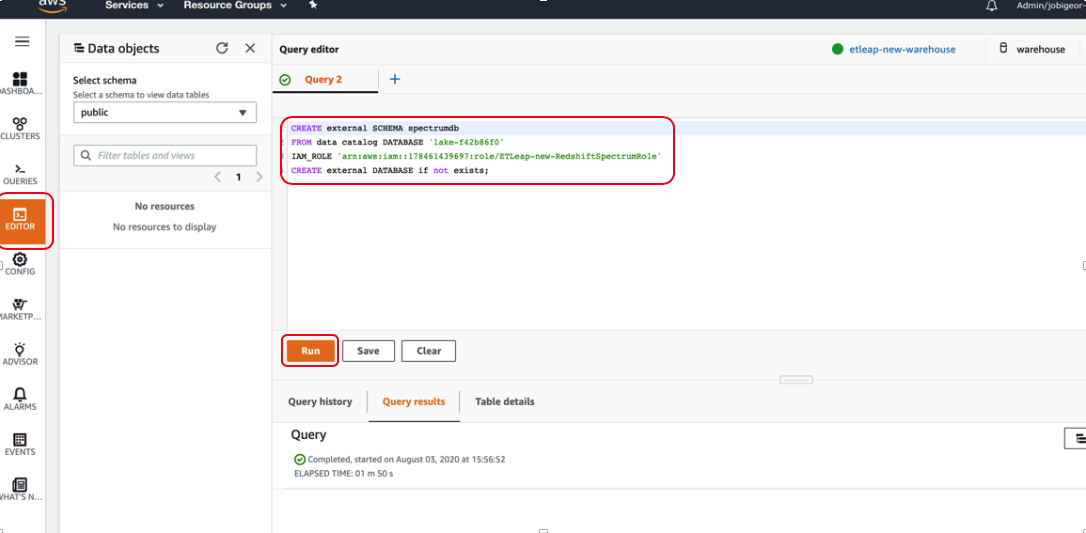 aws Services Resource Groups Admin/jobigeor-
Data objects
Query editor
etleap-new-warehouse
warehouse
Select schema
Select a schema to view data tables
public
Filter tables and views
1
No resources
No resources to display
DASHBOA...
CLUSTERS
QUERIES
EDITOR
CONFIG
MARKETP...
ADVISOR
ALARMS
EVENTS
WHAT'S N...
Query 2
CREATE external SCHEMA spectrumdb
FROM data catalog DATABASE 'lake-f42b86f0'
IAM_ROLE 'arn:aws:iam::178461439697:role/ETLeap-new-RedshiftSpectrumRole'
CREATE external DATABASE if not exists;
Run Save Clear
Query history Query results Table details
Query
Completed, started on August 03, 2020 at 15:56:52
ELAPSED TIME: 01 m 50 s